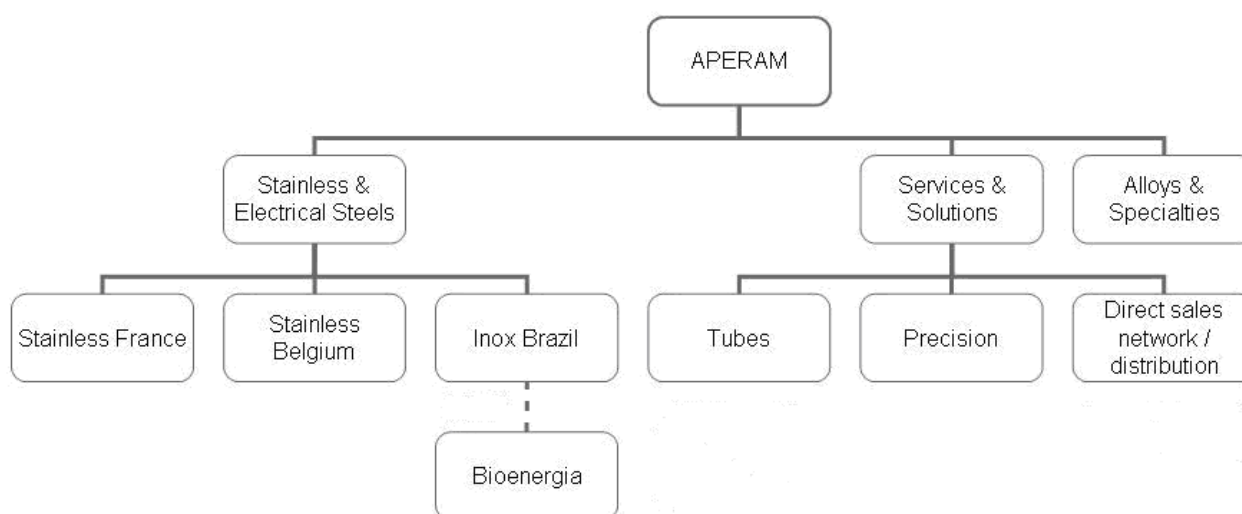 APERAM
Stainless &
Electrical Steels
Services &
Solutions
Alloys &
Specialties
Stainless France
Stainless
Belgium
Inox Brazil
Tubes
Precision
Direct sales
network /
distribution
Bioenergia